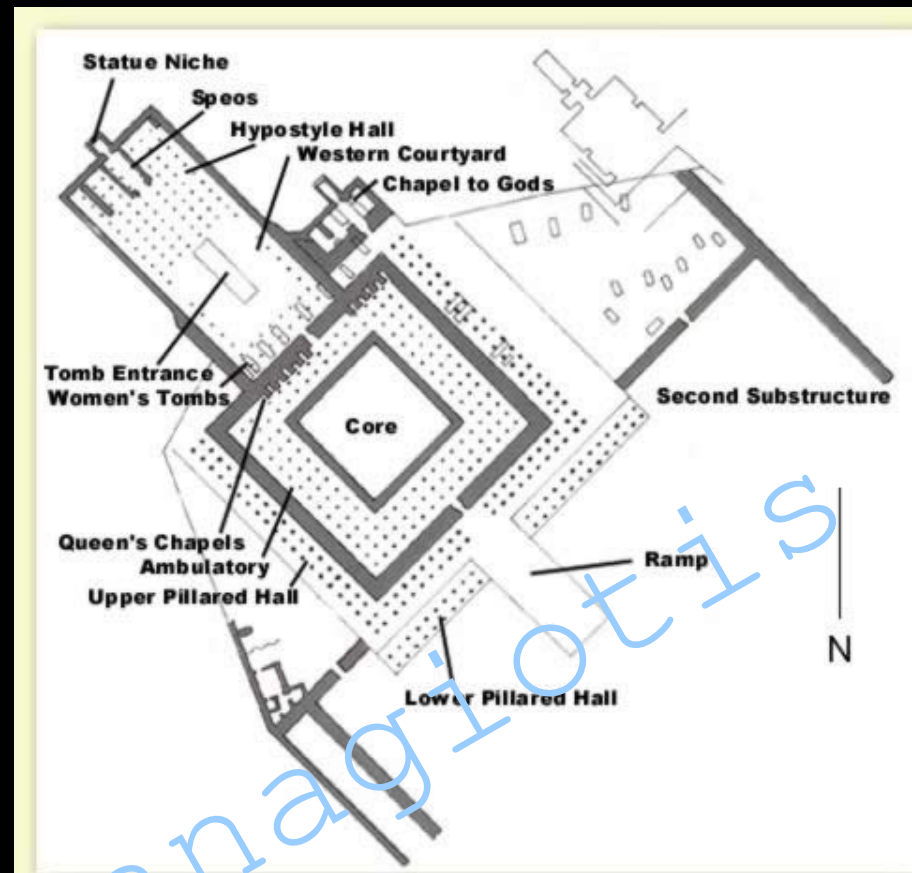 Statue Niche
Speos
Hypostyle Hall
Western Courtyard
Chapel to Gods
Tomb Entrance
Women's Tombs
Second Substructure
Core
Queen's Chapels
Ambulatory
Upper Pillared Hall
Ramp
N
Lower Pillared Hall
nagiotis